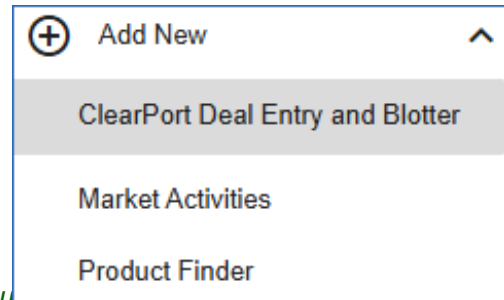 Add New
ClearPort Deal Entry and Blotter
Market Activities
Product Finder